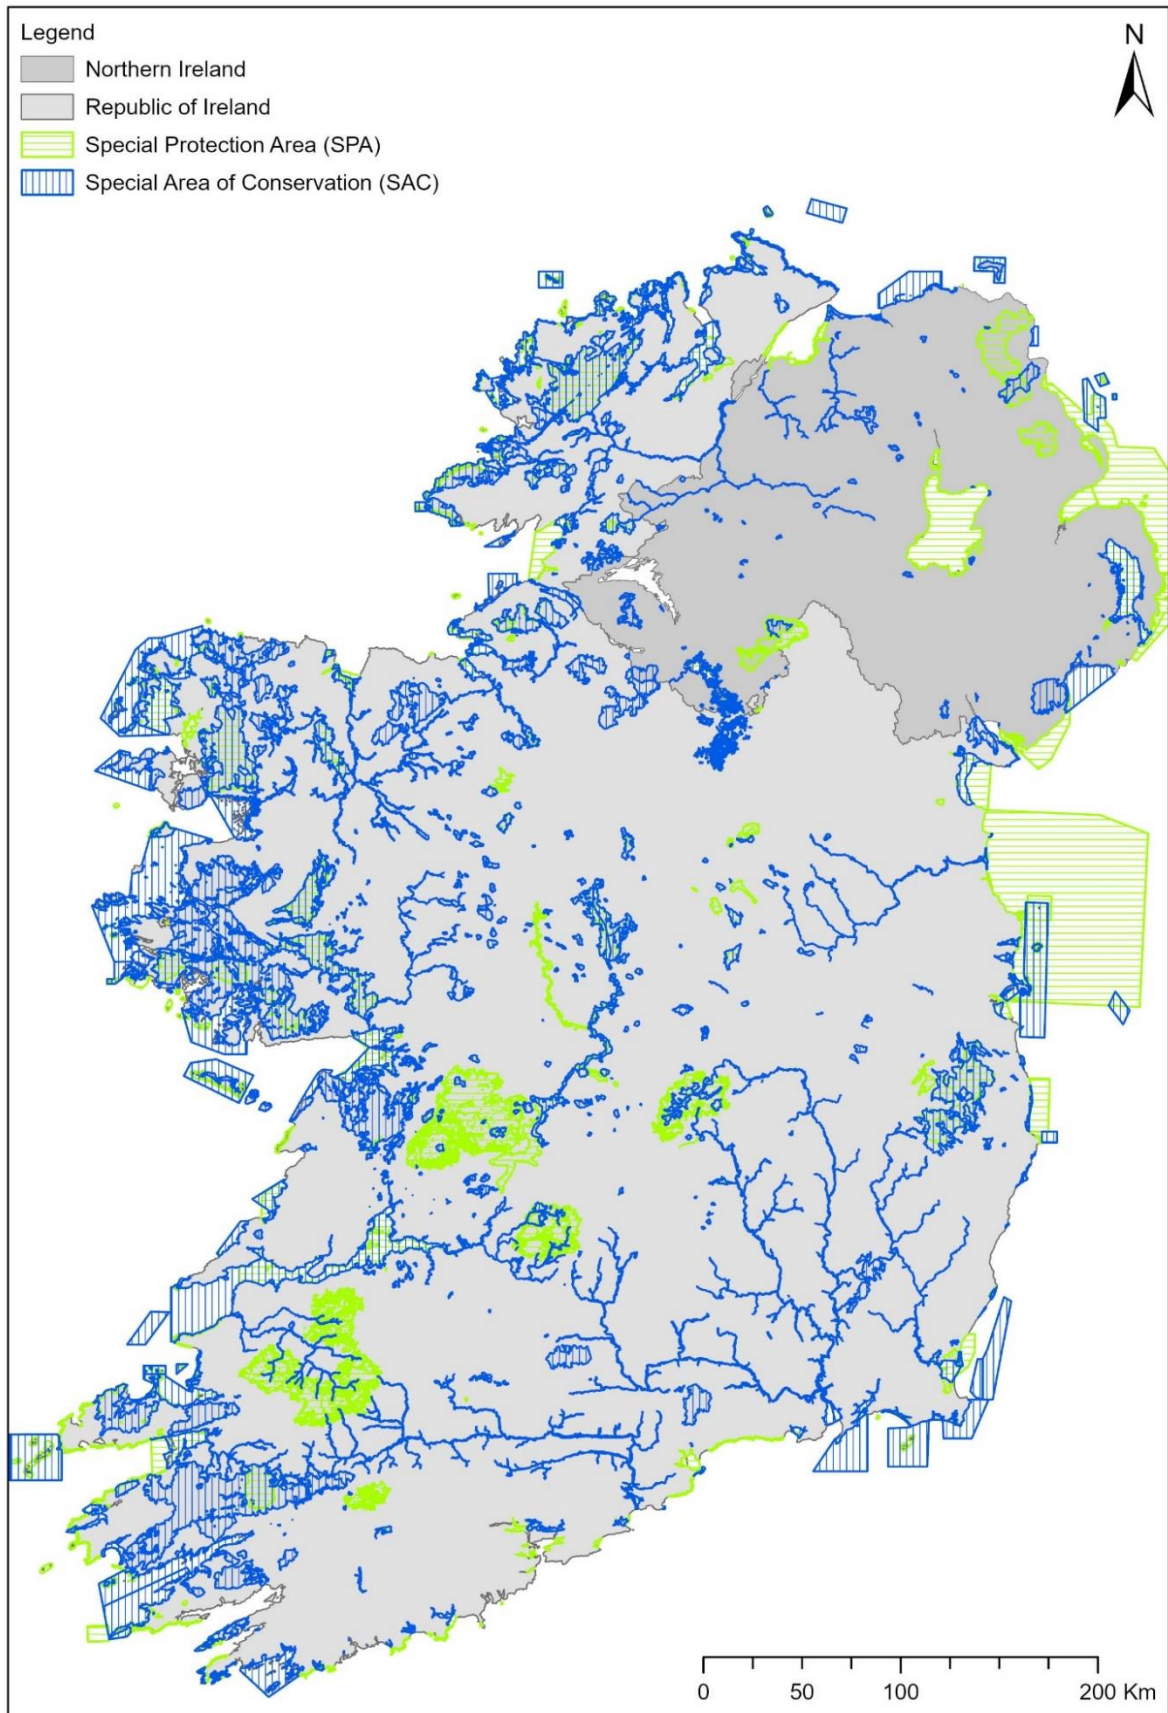 Legend
N
Northern Ireland
Republic of Ireland
Special Protection Area (SPA)
Special Area of Conservation (SAC)
0 50 100 200 Km